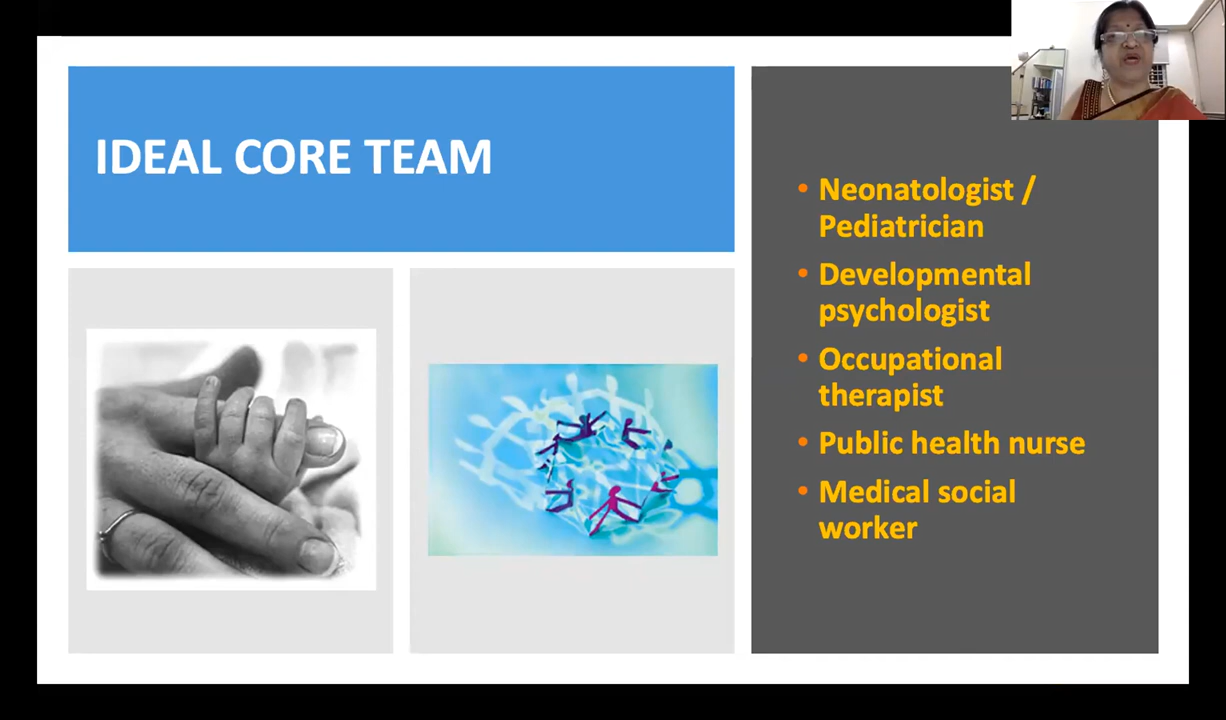 IDEAL CORE TEAM
• Neonatologist /
Pediatrician
• Developmental
psychologist
• Occupational
therapist
• Public health nurse
• Medical social
worker